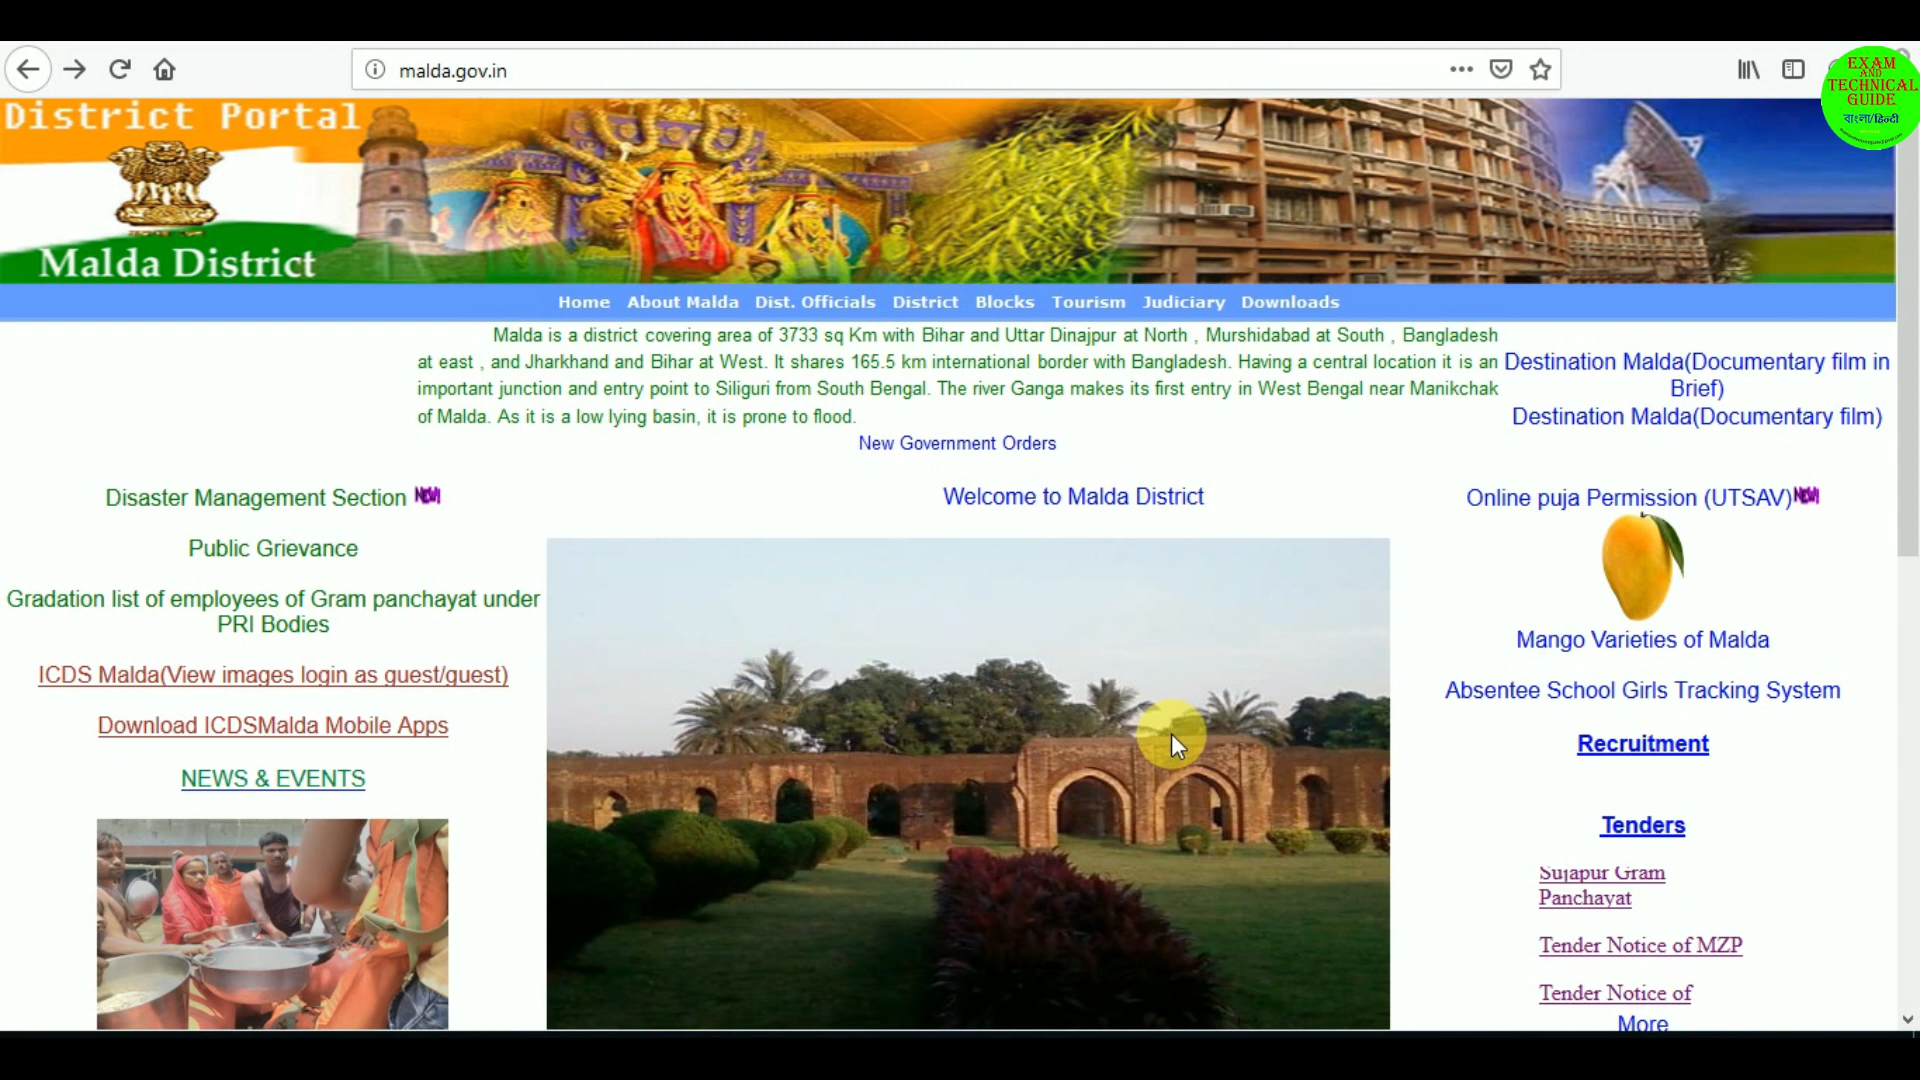 malda.gov.in
EXAM
AND
TECHNICAL
GUIDE
বাংলা/हिन्दी
District Portal
Malda District
Home About Malda Dist. Officials District Blocks Tourism Judiciary Downloads
Malda is a district covering area of 3733 sq Km with Bihar and Uttar Dinajpur at North , Murshidabad at South , Bangladesh
at east , and Jharkhand and Bihar at West. It shares 165.5 km international border with Bangladesh. Having a central location it is an
important junction and entry point to Siliguri from South Bengal. The river Ganga makes its first entry in West Bengal near Manikchak
of Malda. As it is a low lying basin, it is prone to flood.
Destination Malda(Documentary film in
Brief)
Destination Malda(Documentary film)
New Government Orders
Disaster Management Section NEW!
Public Grievance
Gradation list of employees of Gram panchayat under
PRI Bodies
ICDS Malda(View images login as guest/guest)
Download ICDSMalda Mobile Apps
NEWS & EVENTS
Welcome to Malda District
Online puja Permission (UTSAV) NEW!
Mango Varieties of Malda
Absentee School Girls Tracking System
Recruitment
Tenders
Sujapur Gram
Panchayat
Tender Notice of MZP
Tender Notice of
More